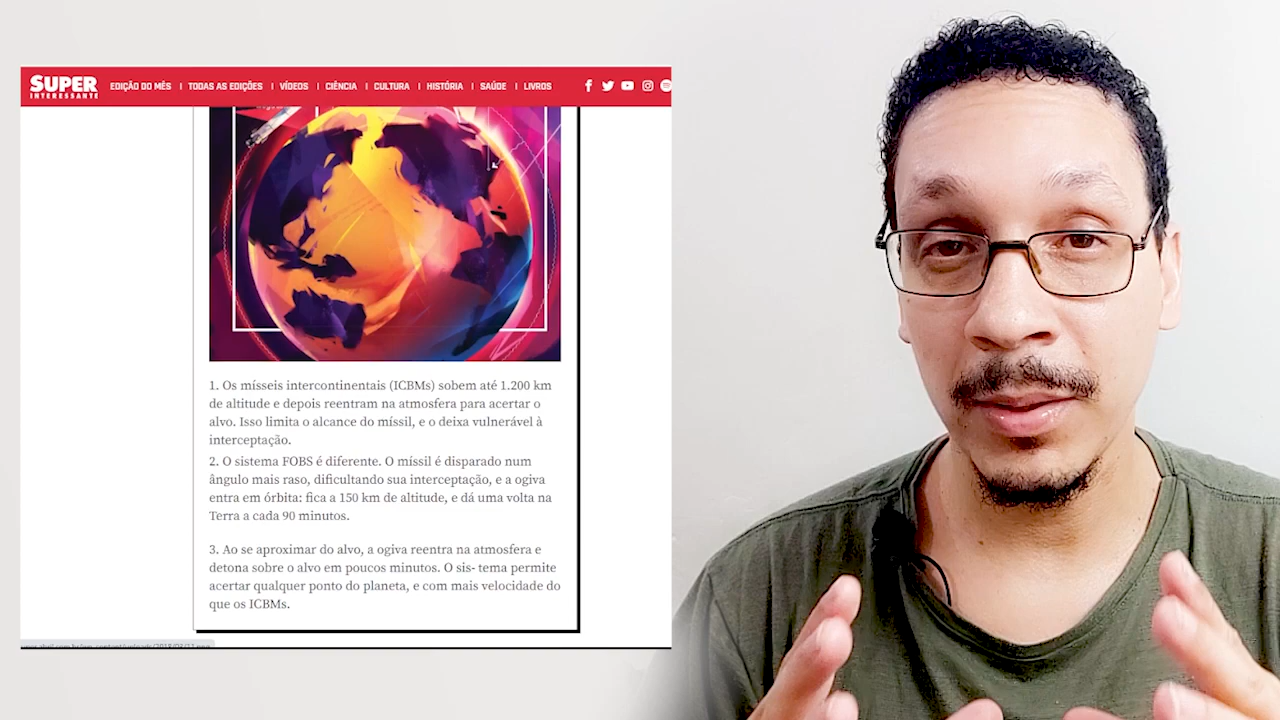 SUPER
INTERESSANTE
EDIÇÃO DO MÊS
TODAS AS EDIÇÕES
VÍDEOS
CIÊNCIA
CULTURA
HISTÓRIA
SAÚDE
LIVROS
1. Os mísseis intercontinentais (ICBMs) sobem até 1.200 km
de altitude e depois reentram na atmosfera para acertar o
alvo. Isso limita o alcance do míssil, e o deixa vulnerável à
interceptação.
2. O sistema FOBS é diferente. O míssil é disparado num
ângulo mais raso, dificultando sua interceptação, e a ogiva
entra em órbita: fica a 150 km de altitude, e dá uma volta na
Terra a cada 90 minutos.
3. Ao se aproximar do alvo, a ogiva reentra na atmosfera e
detona sobre o alvo em poucos minutos. O sis- tema permite
acertar qualquer ponto do planeta, e com mais velocidade do
que os ICBMs.